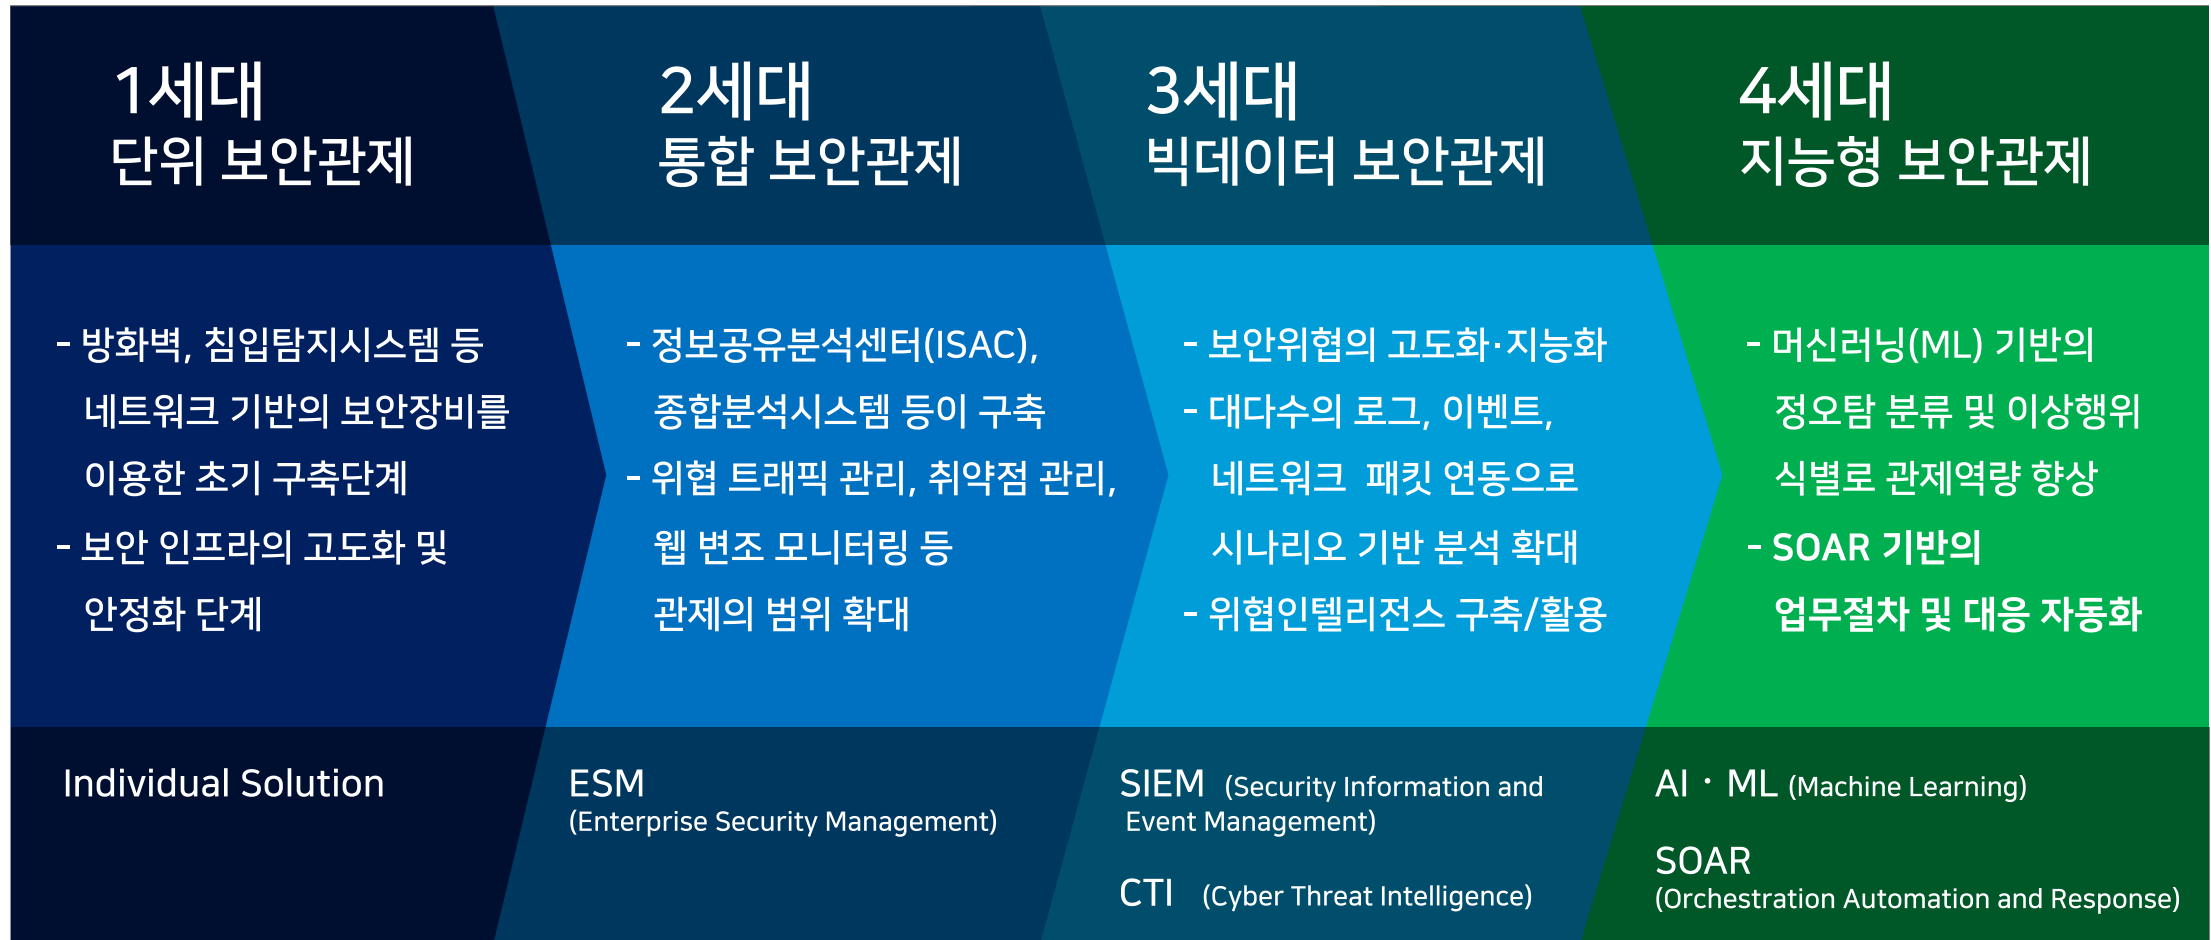 1세대
단위 보안관제
- 방화벽, 침입탐지시스템 등
네트워크 기반의 보안장비를
이용한 초기 구축단계
- 보안 인프라의 고도화 및
안정화 단계
Individual Solution
2세대
통합 보안관제
- 정보공유분석센터(ISAC),
종합분석시스템 등이 구축
- 위협 트래픽 관리, 취약점 관리,
웹 변조 모니터링 등
관제의 범위 확대
ESM
(Enterprise Security Management)
3세대
빅데이터 보안관제
- 보안위협의 고도화·지능화
- 대다수의 로그, 이벤트,
네트워크 패킷 연동으로
시나리오 기반 분석 확대
- 위협인텔리전스 구축/활용
SIEM (Security Information and
Event Management)
CTI (Cyber Threat Intelligence)
4세대
지능형 보안관제
- 머신러닝(ML) 기반의
정오탐 분류 및 이상행위
식별로 관제역량 향상
- SOAR 기반의
업무절차 및 대응 자동화
AI · ML (Machine Learning)
SOAR
(Orchestration Automation and Response)